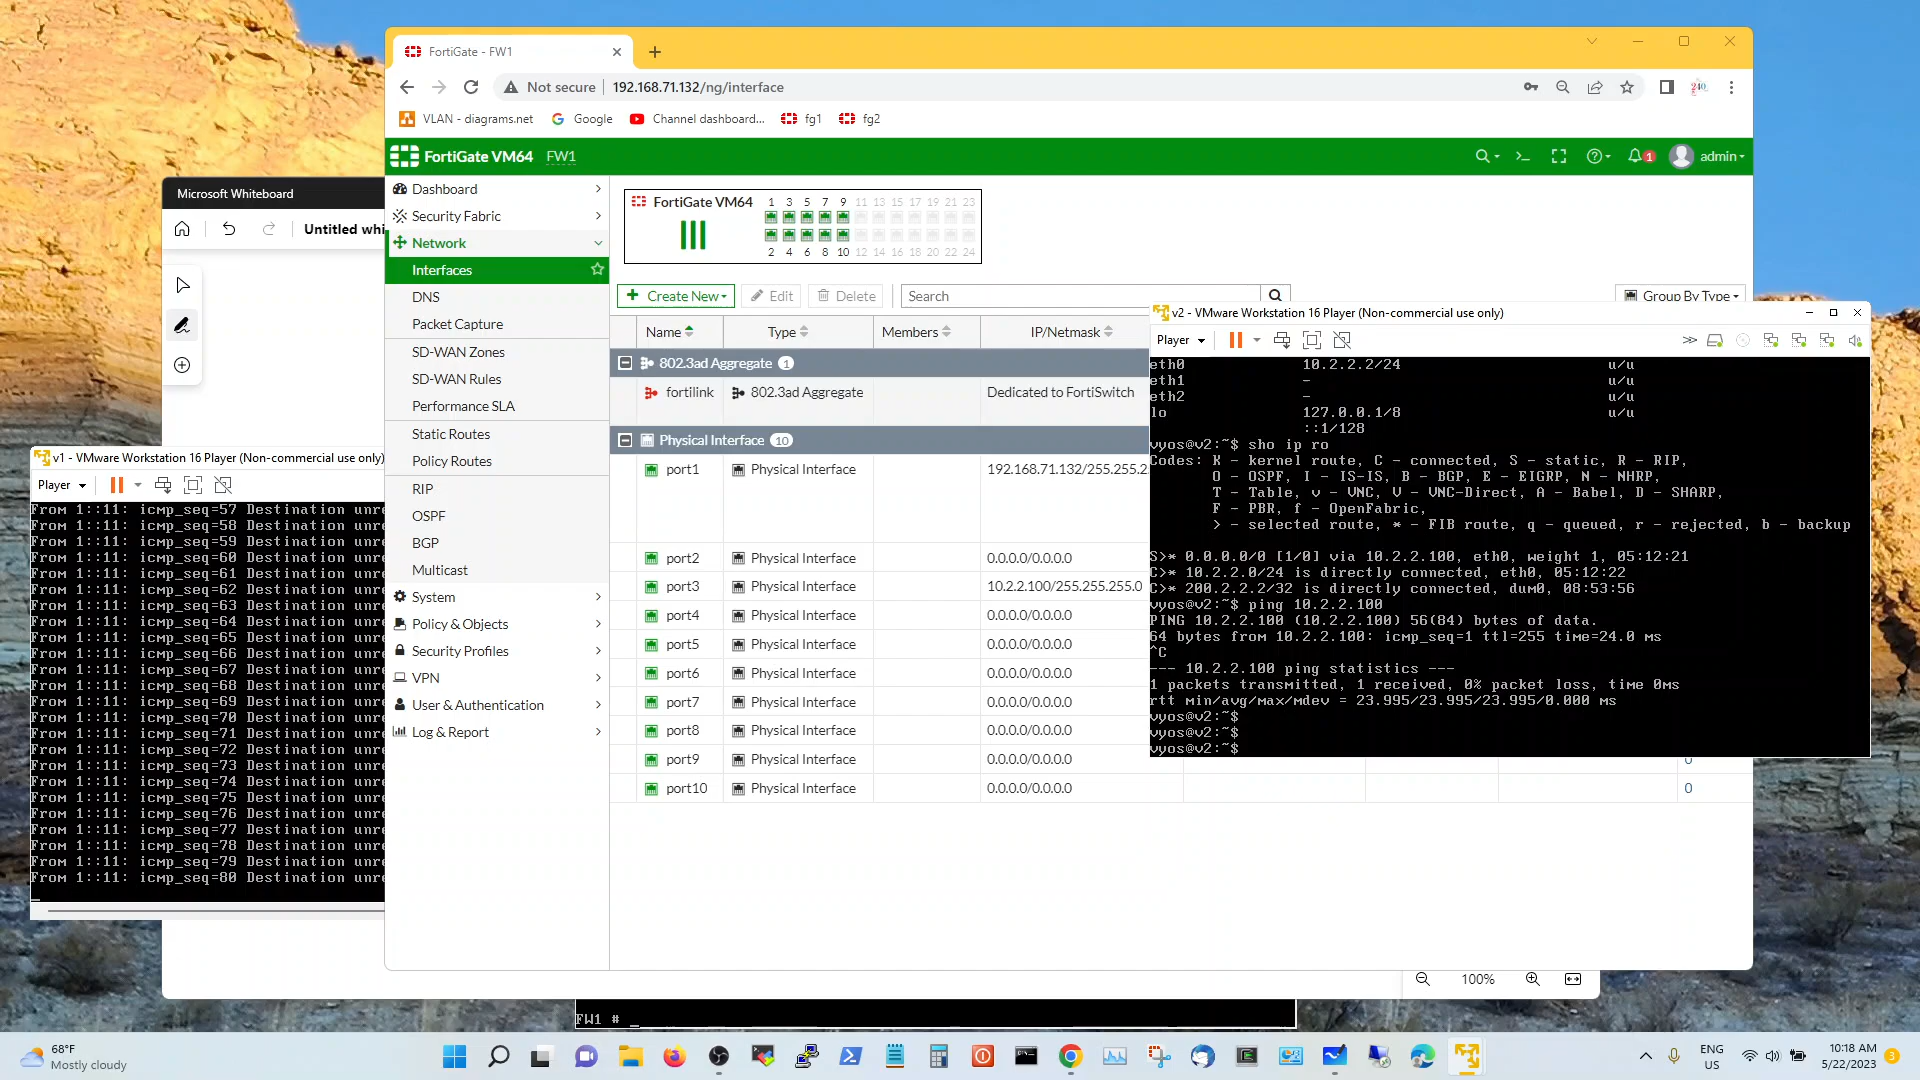 FortiGate - FW1
Not secure
192.168.71.132/ng/interface
VLAN - diagrams.net
Google
Channel dashboard...
fg1
fg2
FortiGate VM64
FW1
1
admin
Microsoft Whiteboard
Untitled whi
Dashboard
Security Fabric
Network
Interfaces
DNS
Packet Capture
SD-WAN Zones
SD-WAN Rules
Performance SLA
Static Routes
Policy Routes
RIP
OSPF
BGP
Multicast
System
Policy & Objects
Security Profiles
VPN
User & Authentication
Log & Report
FortiGate VM64
1 3 5 7 9 11 13 15 17 19 21 23
2 4 6 8 10 12 14 16 18 20 22 24
Create New
Edit
Delete
Search
Group By Type
Name
Type
Members
IP/Netmask
802.3ad Aggregate 1
fortilink 802.3ad Aggregate Dedicated to FortiSwitch
Physical Interface 10
port1 Physical Interface 192.168.71.132/255.255.2
port2 Physical Interface 0.0.0.0/0.0.0.0
port3 Physical Interface 10.2.2.100/255.255.255.0
port4 Physical Interface 0.0.0.0/0.0.0.0
port5 Physical Interface 0.0.0.0/0.0.0.0
port6 Physical Interface 0.0.0.0/0.0.0.0
port7 Physical Interface 0.0.0.0/0.0.0.0
port8 Physical Interface 0.0.0.0/0.0.0.0
port9 Physical Interface 0.0.0.0/0.0.0.0 0
port10 Physical Interface 0.0.0.0/0.0.0.0 0
v2 - VMware Workstation 16 Player (Non-commercial use only)
Player
eth0 10.2.2.2/24 u/u
eth1 - u/u
eth2 - u/u
lo 127.0.0.1/8 u/u
::1/128
vyos@v2:~$ sho ip ro
Codes: K - kernel route, C - connected, S - static, R - RIP,
O - OSPF, I - IS-IS, B - BGP, E - EIGRP, N - NHRP,
T - Table, v - VNC, V - VNC-Direct, A - Babel, D - SHARP,
F - PBR, f - OpenFabric,
> - selected route, * - FIB route, q - queued, r - rejected, b - backup
S>* 0.0.0.0/0 [1/0] via 10.2.2.100, eth0, weight 1, 05:12:21
C>* 10.2.2.0/24 is directly connected, eth0, 05:12:22
C>* 200.2.2.2/32 is directly connected, dum0, 08:53:56
vyos@v2:~$ ping 10.2.2.100
PING 10.2.2.100 (10.2.2.100) 56(84) bytes of data.
64 bytes from 10.2.2.100: icmp_seq=1 ttl=255 time=24.0 ms
^C
--- 10.2.2.100 ping statistics ---
1 packets transmitted, 1 received, 0% packet loss, time 0ms
rtt min/avg/max/mdev = 23.995/23.995/23.995/0.000 ms
vyos@v2:~$
vyos@v2:~$
vyos@v2:~$
v1 - VMware Workstation 16 Player (Non-commercial use only)
Player
From 1::11: icmp_seq=57 Destination unre
From 1::11: icmp_seq=58 Destination unre
From 1::11: icmp_seq=59 Destination unre
From 1::11: icmp_seq=60 Destination unre
From 1::11: icmp_seq=61 Destination unre
From 1::11: icmp_seq=62 Destination unre
From 1::11: icmp_seq=63 Destination unre
From 1::11: icmp_seq=64 Destination unre
From 1::11: icmp_seq=65 Destination unre
From 1::11: icmp_seq=66 Destination unre
From 1::11: icmp_seq=67 Destination unre
From 1::11: icmp_seq=68 Destination unre
From 1::11: icmp_seq=69 Destination unre
From 1::11: icmp_seq=70 Destination unre
From 1::11: icmp_seq=71 Destination unre
From 1::11: icmp_seq=72 Destination unre
From 1::11: icmp_seq=73 Destination unre
From 1::11: icmp_seq=74 Destination unre
From 1::11: icmp_seq=75 Destination unre
From 1::11: icmp_seq=76 Destination unre
From 1::11: icmp_seq=77 Destination unre
From 1::11: icmp_seq=78 Destination unre
From 1::11: icmp_seq=79 Destination unre
From 1::11: icmp_seq=80 Destination unre
100%
FW1 # _
68°F
Mostly cloudy
ENG
US
10:18 AM
5/22/2023
3